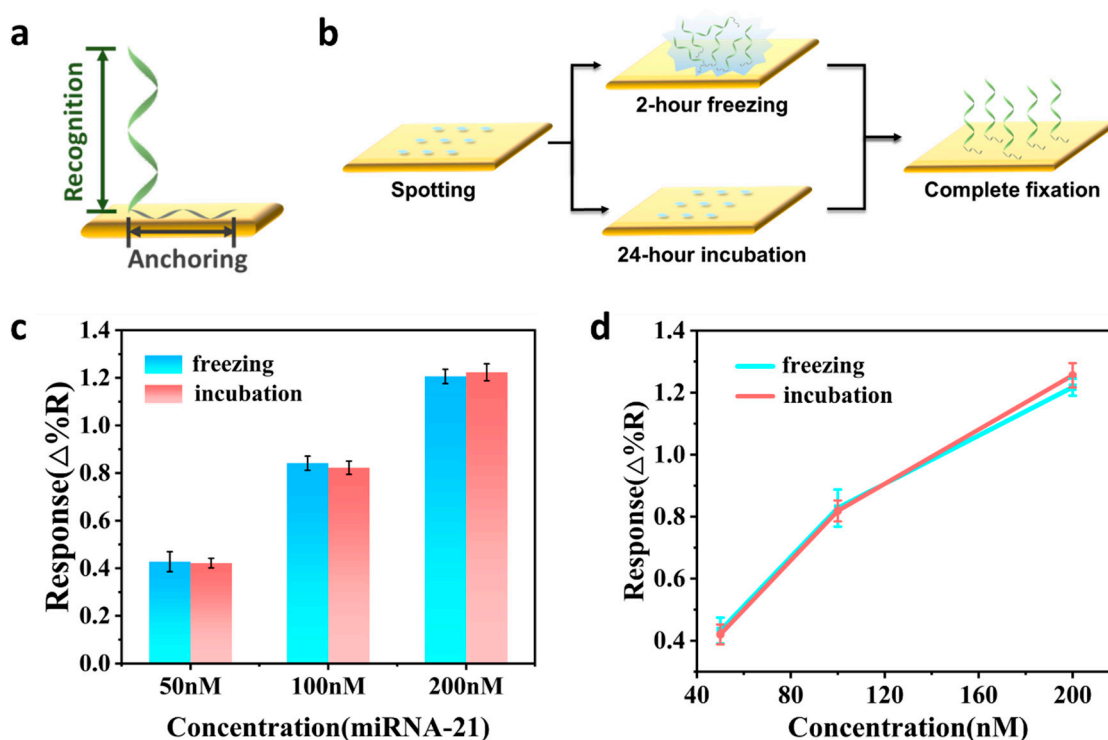 a
Recognition
Anchoring
b
Spotting
2-hour freezing
24-hour incubation
Complete fixation
c
Response(△%R)
1.4
1.2
1.0
0.8
0.6
0.4
0.2
0.0
freezing
incubation
50nM
100nM
200nM
Concentration(miRNA-21)
d
Response(△%R)
1.4
1.2
1.0
0.8
0.6
0.4
freezing
incubation
40
80
120
160
200
Concentration(nM)